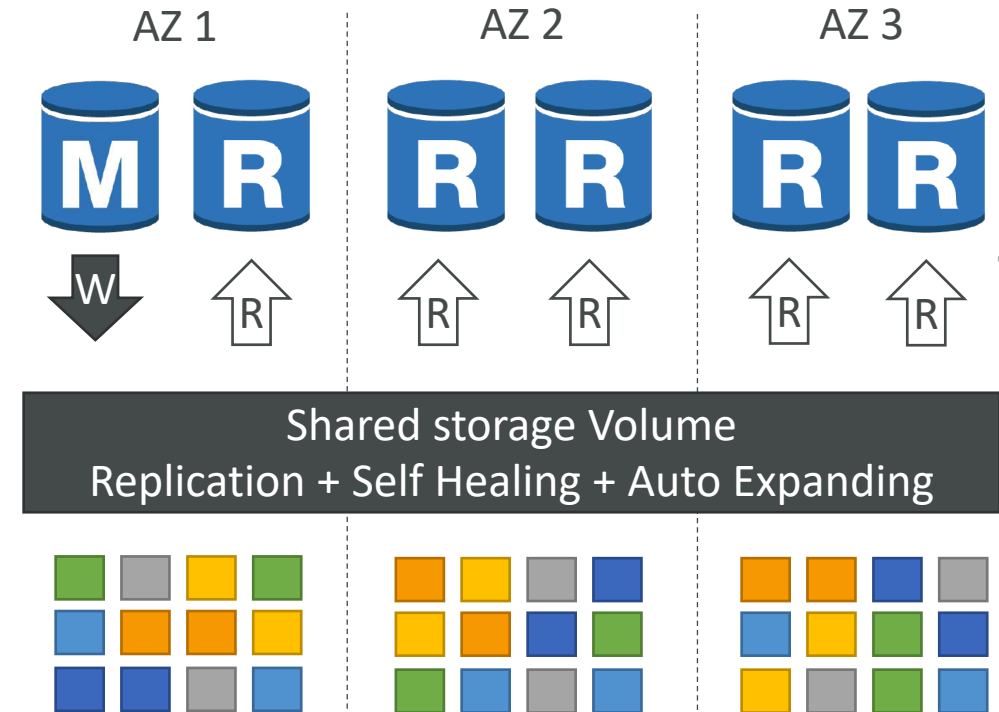 AZ 1 AZ 2 AZ 3
M R R R R R
W R R R R R
Shared storage Volume
Replication + Self Healing + Auto Expanding